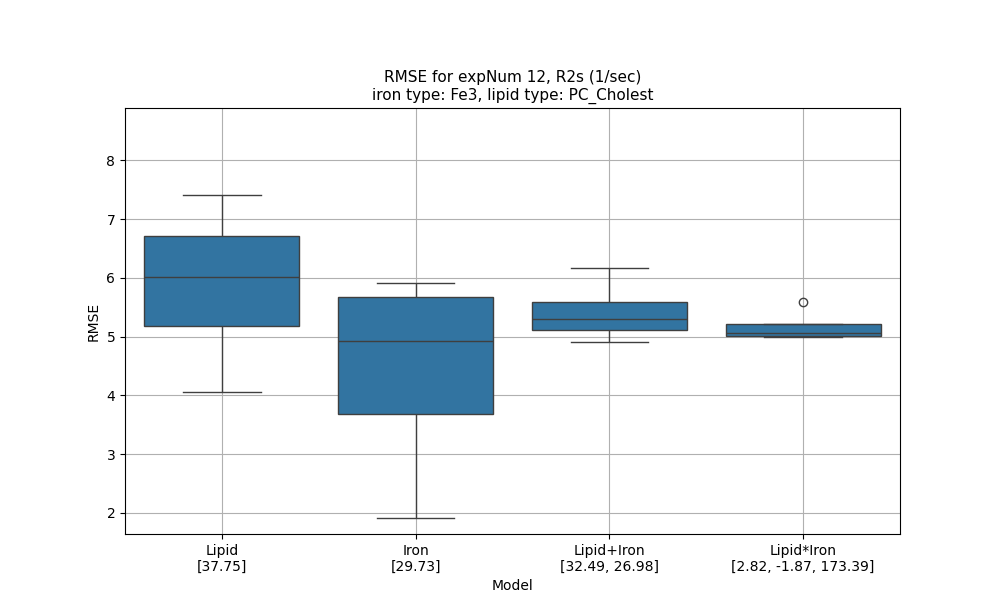 RMSE for expNum 12, R2s (1/sec)
iron type: Fe3, lipid type: PC_Cholest
8
7
6
5
4
3
2
RMSE
Lipid
[37.75]
Iron
[29.73]
Lipid+Iron
[32.49, 26.98]
Lipid*Iron
[2.82, -1.87, 173.39]
Model